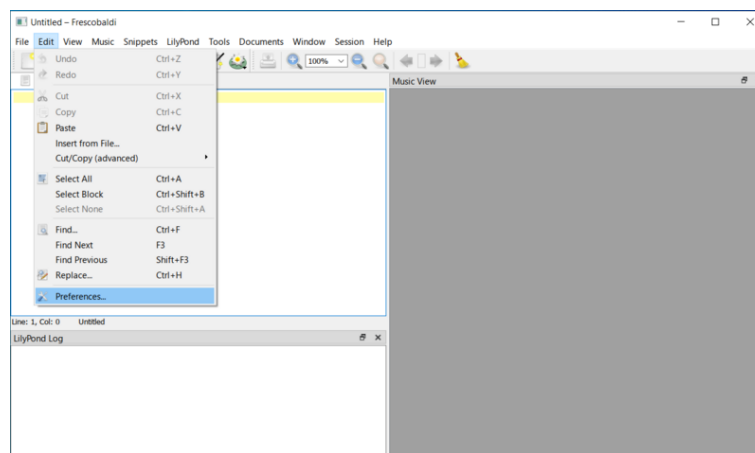 Untitled – Frescobaldi
File Edit View Music Snippets LilyPond Tools Documents Window Session Help
Undo Ctrl+Z
Redo Ctrl+Y
100%
Cut Ctrl+X
Copy Ctrl+C
Paste Ctrl+V
Insert from File...
Cut/Copy (advanced)
Select All Ctrl+A
Select Block Ctrl+Shift+B
Select None Ctrl+Shift+A
Find... Ctrl+F
Find Next F3
Find Previous Shift+F3
Replace... Ctrl+H
Preferences...
Music View
Line: 1, Col: 0 Untitled
LilyPond Log